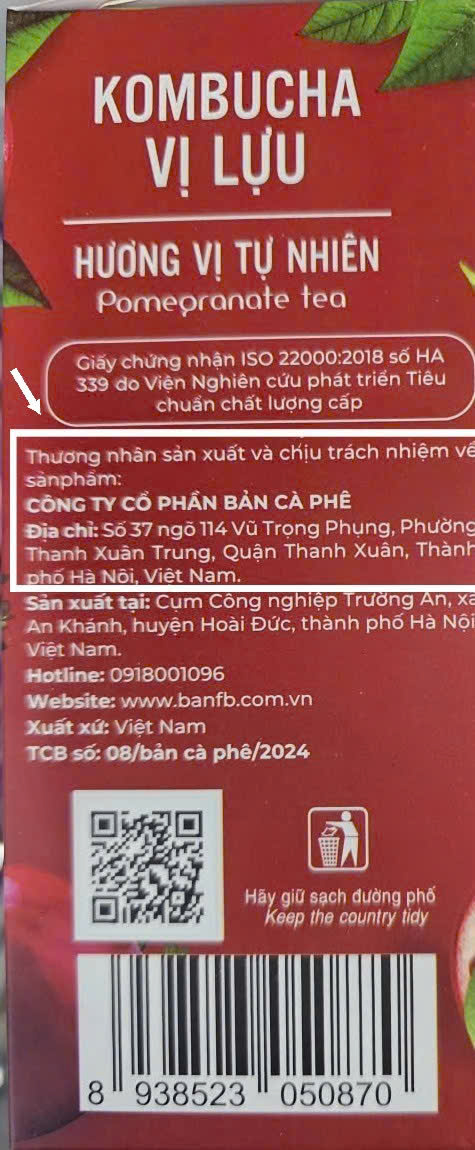 KOMBUCHA
VỊ LỰU
HƯƠNG VỊ TỰ NHIÊN
Pomegranate tea
Giấy chứng nhận ISO 22000:2018 số HA
339 do Viện Nghiên cứu phát triển Tiêu
chuẩn chất lượng cấp
Thương nhân sản xuất và chịu trách nhiệm về
sảnphẩm:
CÔNG TY CỔ PHẦN BẢN CÀ PHÊ
Địa chỉ: Số 37 ngõ 114 Vũ Trọng Phụng, Phường
Thanh Xuân Trung, Quận Thanh Xuân, Thành
phố Hà Nội, Việt Nam.
Sản xuất tại: Cụm Công nghiệp Trường An, xã
An Khánh, huyện Hoài Đức, thành phố Hà Nội
Việt Nam.
Hotline: 0918001096
Website: www.banfb.com.vn
Xuất xứ: Việt Nam
TCB số: 08/bản cà phê/2024
Hãy giữ sạch đường phố
Keep the country tidy
8 938523 050870